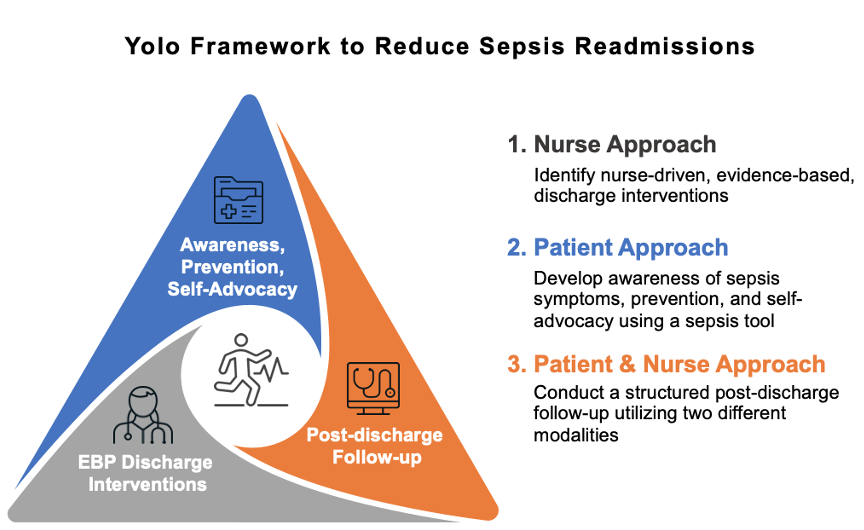 Yolo Framework to Reduce Sepsis Readmissions
Awareness,
Prevention,
Self-Advocacy
EBP Discharge
Interventions
Post-discharge
Follow-up
1. Nurse Approach
Identify nurse-driven, evidence-based,
discharge interventions
2. Patient Approach
Develop awareness of sepsis
symptoms, prevention, and self-
advocacy using a sepsis tool
3. Patient & Nurse Approach
Conduct a structured post-discharge
follow-up utilizing two different
modalities